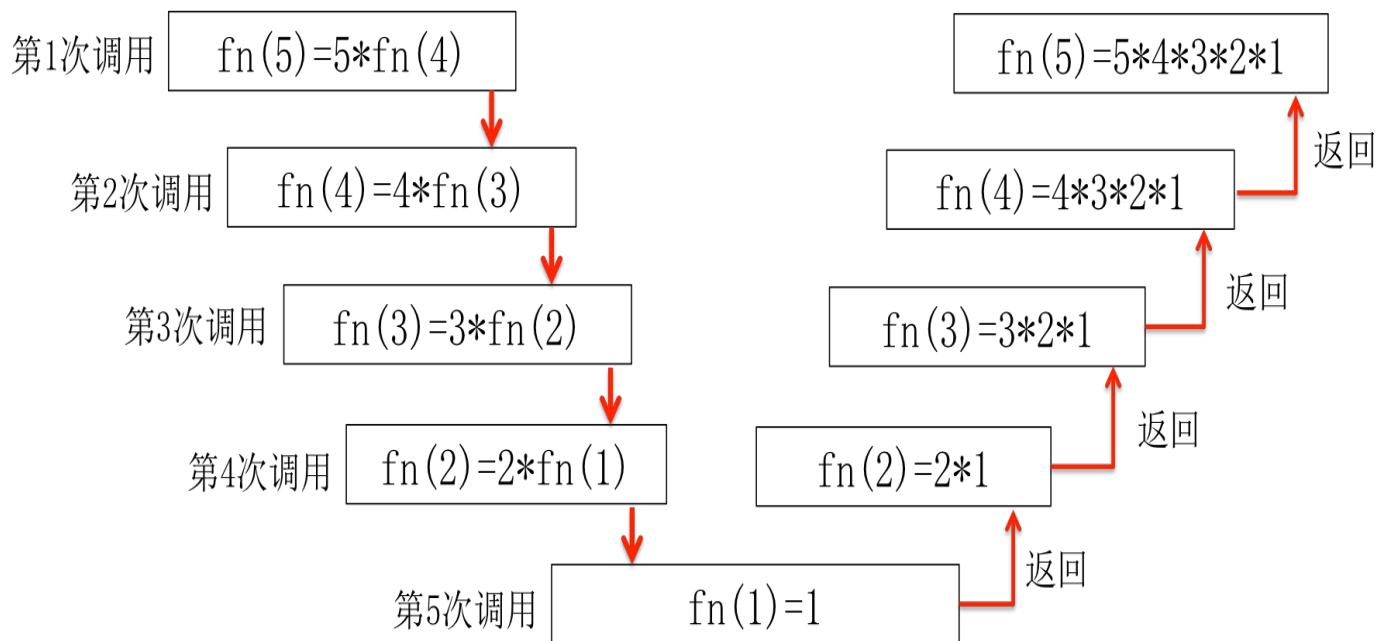 第1次调用
fn(5)=5*fn(4)
fn(5)=5*4*3*2*1
返回
第2次调用
fn(4)=4*fn(3)
fn(4)=4*3*2*1
返回
第3次调用
fn(3)=3*fn(2)
fn(3)=3*2*1
返回
第4次调用
fn(2)=2*fn(1)
fn(2)=2*1
返回
第5次调用
fn(1)=1